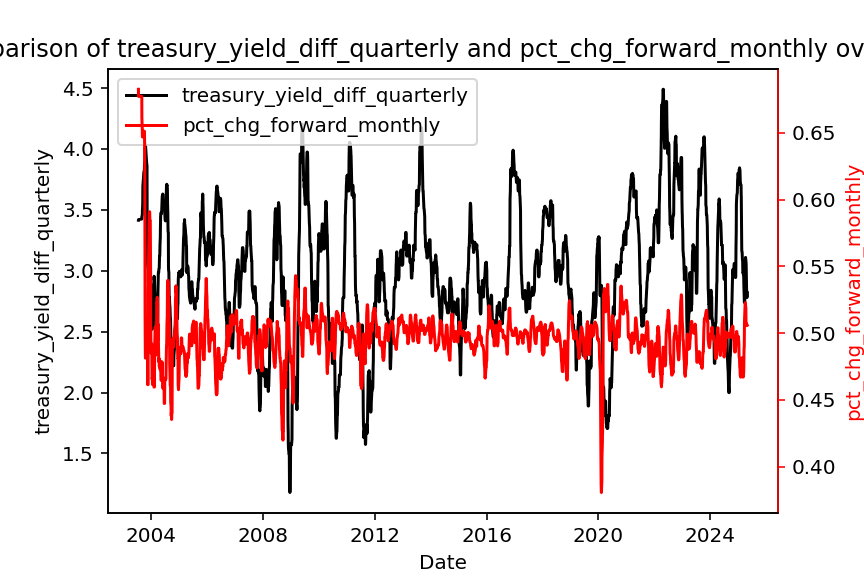 parison of treasury_yield_diff_quarterly and pct_chg_forward_monthly ov
treasury_yield_diff_quarterly
pct_chg_forward_monthly
4.5
4.0
3.5
3.0
2.5
2.0
1.5
treasury_yield_diff_quarterly
0.65
0.60
0.55
0.50
0.45
0.40
pct_chg_forward_monthly
2004 2008 2012 2016 2020 2024
Date